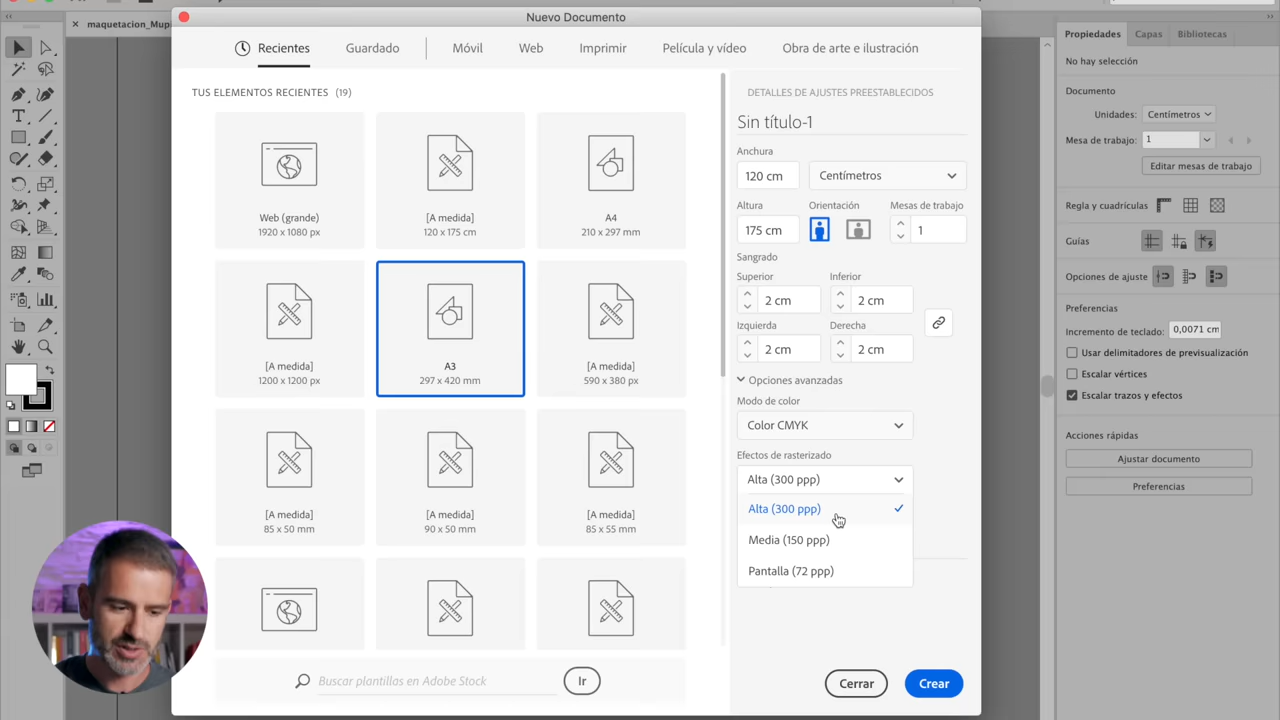 maquetacion_Mup
Nuevo Documento
Recientes
Guardado
Móvil
Web
Imprimir
Película y vídeo
Obra de arte e ilustración
TUS ELEMENTOS RECIENTES (19)
Web (grande)
1920 x 1080 px
[A medida]
120 x 175 cm
A4
210 x 297 mm
[A medida]
1200 x 1200 px
A3
297 x 420 mm
[A medida]
590 x 380 px
[A medida]
85 x 50 mm
[A medida]
90 x 50 mm
[A medida]
85 x 55 mm
Buscar plantillas en Adobe Stock
Ir
DETALLES DE AJUSTES PREESTABLECIDOS
Sin título-1
Anchura
120 cm
Centímetros
Altura
Orientación
Mesas de trabajo
175 cm
1
Sangrado
Superior
Inferior
2 cm
2 cm
Izquierda
Derecha
2 cm
2 cm
Opciones avanzadas
Modo de color
Color CMYK
Efectos de rasterizado
Alta (300 ppp)
Alta (300 ppp)
Media (150 ppp)
Pantalla (72 ppp)
Cerrar
Crear
Propiedades
Capas
Bibliotecas
No hay selección
Documento
Unidades: Centímetros
Mesa de trabajo: 1
Editar mesas de trabajo
Regla y cuadrículas:
Guías:
Opciones de ajuste:
Preferencias
Incremento de teclado: 0,0071 cm
Usar delimitadores de previsualización
Escalar vértices
Escalar trazos y efectos
Acciones rápidas
Ajustar documento
Preferencias